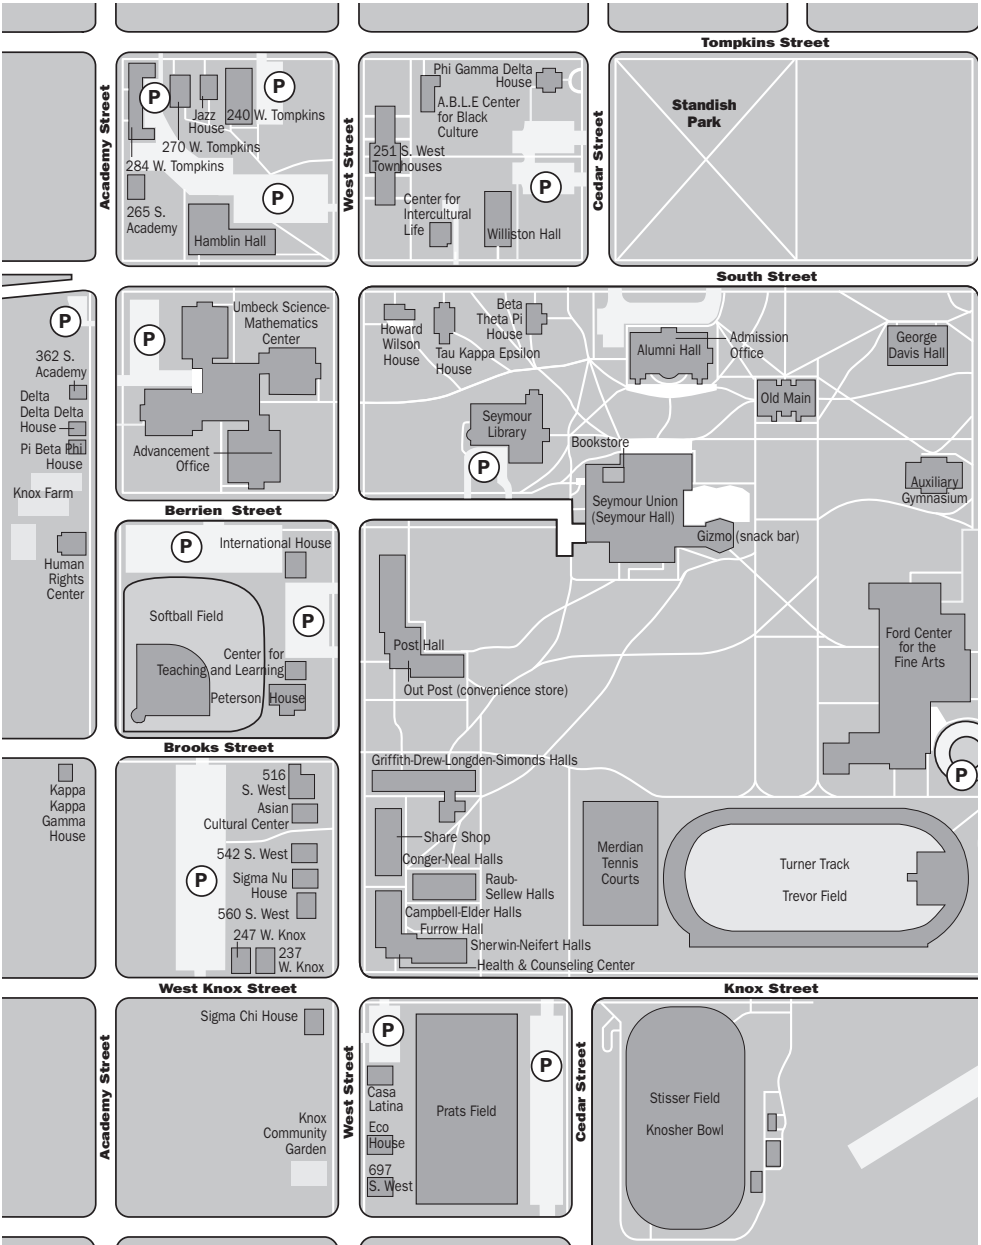 Tompkins Street
Academy Street
P
P
Jazz
House
240 W. Tompkins
270 W. Tompkins
284 W. Tompkins
265 S.
Academy
P
Hamblin Hall
West Street
Phi Gamma Delta
House
A.B.L.E Center
for Black
Culture
251 S. West
Townhouses
Center for
Intercultural
Life
P
Williston Hall
Cedar Street
Standish
Park
South Street
P
362 S.
Academy
Delta
Delta Delta
House
Pi Beta Phi
House
Knox Farm
Human
Rights
Center
P
Umbeck Science-
Mathematics
Center
Advancement
Office
Howard
Wilson
House
Tau Kappa Epsilon
House
Beta
Theta Pi
House
Alumni Hall
Admission
Office
George
Davis Hall
Old Main
Seymour
Library
P
Bookstore
Seymour Union
(Seymour Hall)
Gizmo (snack bar)
Auxiliary
Gymnasium
Berrien Street
P
International House
Softball Field
P
Center for
Teaching and Learning
Peterson House
Post Hall
Out Post (convenience store)
Ford Center
for the
Fine Arts
P
Brooks Street
Kappa
Kappa
Gamma
House
516
S. West
Asian
Cultural Center
542 S. West
P
Sigma Nu
House
560 S. West
247 W. Knox
237
W. Knox
Griffith-Drew-Longden-Simonds Halls
Share Shop
Conger-Neal Halls
Raub-
Sellew Halls
Campbell-Elder Halls
Furrow Hall
Sherwin-Neifert Halls
Health & Counseling Center
Merdian
Tennis
Courts
Turner Track
Trevor Field
West Knox Street
Knox Street
Academy Street
Sigma Chi House
Knox
Community
Garden
West Street
P
Casa
Latina
Eco
House
697
S. West
Prats Field
P
Cedar Street
Stisser Field
Knosher Bowl